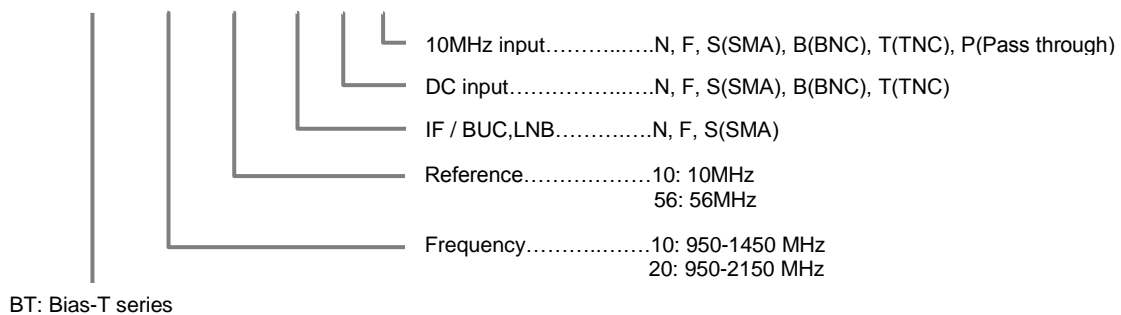 10MHz input………...….N, F, S(SMA), B(BNC), T(TNC), P(Pass through)
DC input……………...….N, F, S(SMA), B(BNC), T(TNC)
IF / BUC,LNB……….….N, F, S(SMA)
Reference………………10: 10MHz
56: 56MHz
Frequency………..…….10: 950-1450 MHz
20: 950-2150 MHz
BT: Bias-T series